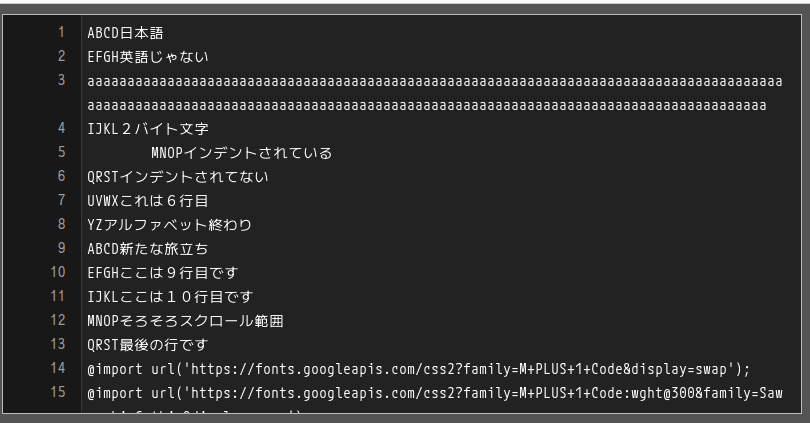 1 ABCD日本語
2 EFGH英語じゃない
3 aaaaaaaaaaaaaaaaaaaaaaaaaaaaaaaaaaaaaaaaaaaaaaaaaaaaaaaaaaaaaaaaaaaaaaaaaaaaaaaaaaaaaaa
aaaaaaaaaaaaaaaaaaaaaaaaaaaaaaaaaaaaaaaaaaaaaaaaaaaaaaaaaaaaaaaaaaaaaaaaaaaaaaaaaaaaa
4 IJKL２バイト文字
5 MNOPインデントされている
6 QRSTインデントされてない
7 UVWXこれは６行目
8 YZアルファベット終わり
9 ABCD新たな旅立ち
10 EFGHここは９行目です
11 IJKLここは１０行目です
12 MNOPそろそろスクロール範囲
13 QRST最後の行です
14 @import url('https://fonts.googleapis.com/css2?family=M+PLUS+1+Code&display=swap');
15 @import url('https://fonts.googleapis.com/css2?family=M+PLUS+1+Code:wght@300&family=Saw